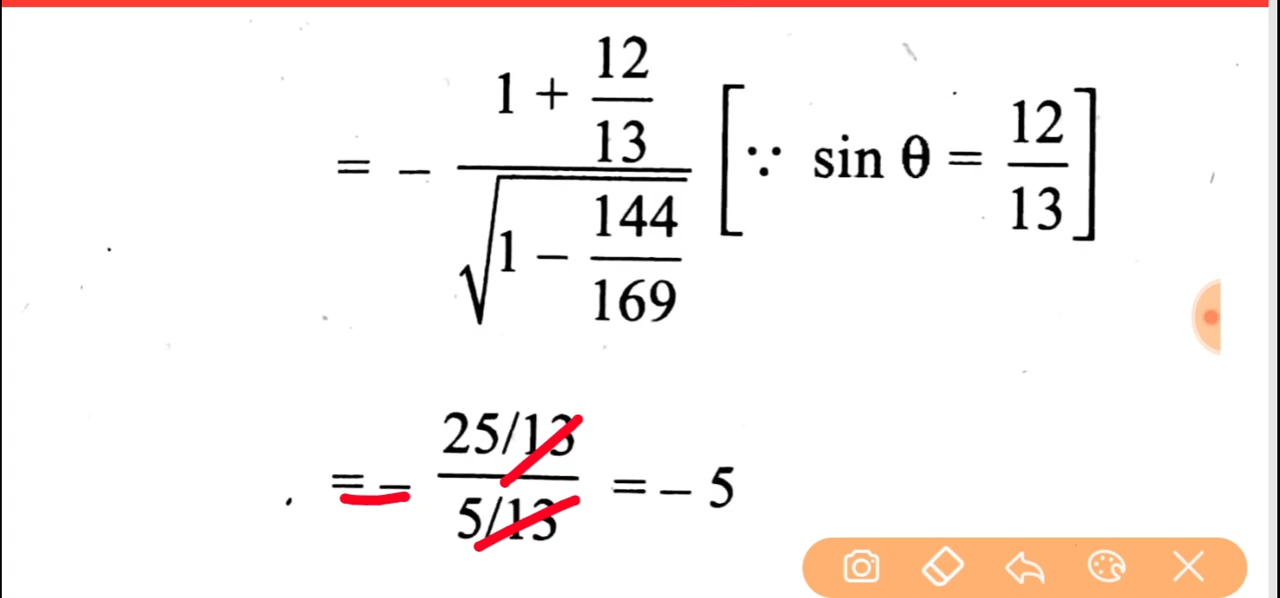 = - (1 + 12/13) / √(1 - 144/169) [∵ sin θ = 12/13]
= - (25/13) / (5/13) = - 5